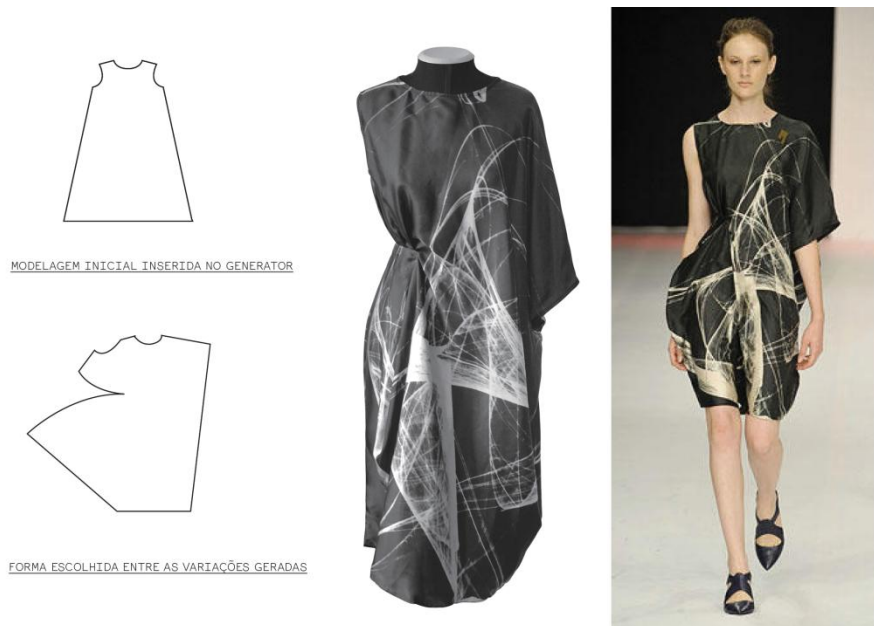 MODELAGEM INICIAL INSERIDA NO GENERATOR
FORMA ESCOLHIDA ENTRE AS VARIAÇÕES GERADAS